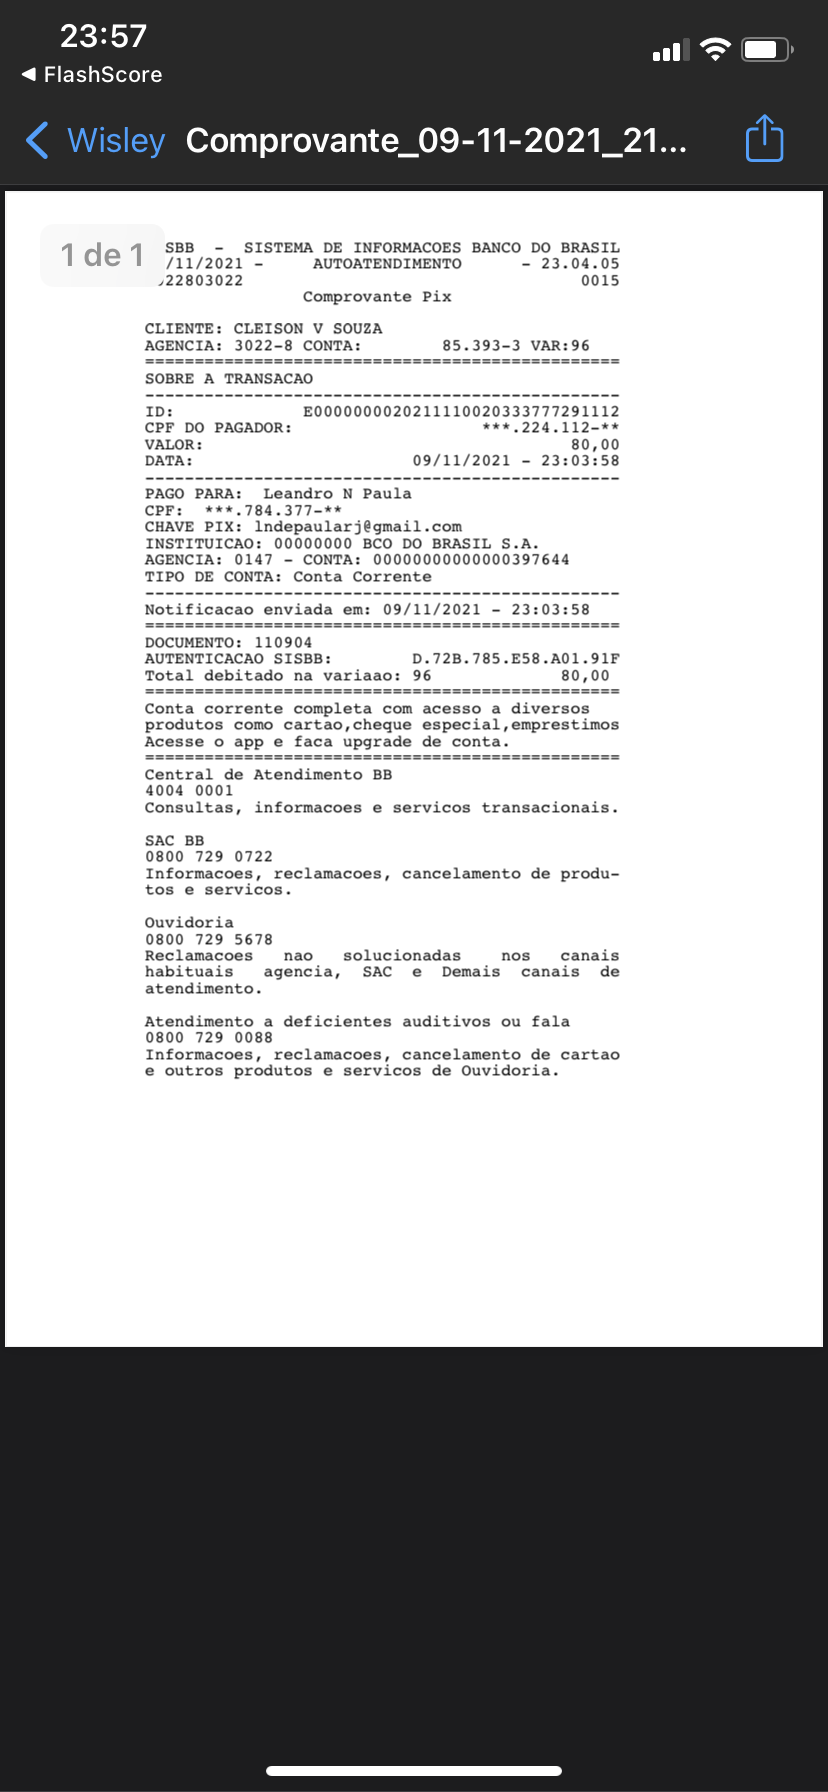 23:57
◀ FlashScore
Wisley Comprovante_09-11-2021_21...
1 de 1
SBB - SISTEMA DE INFORMACOES BANCO DO BRASIL
/11/2021 - AUTOATENDIMENTO - 23.04.05
22803022 0015
Comprovante Pix
CLIENTE: CLEISON V SOUZA
AGENCIA: 3022-8 CONTA: 85.393-3 VAR:96
================================================
SOBRE A TRANSACAO
------------------------------------------------
ID: E0000000020211110020333777291112
CPF DO PAGADOR: ***.224.112-**
VALOR: 80,00
DATA: 09/11/2021 - 23:03:58
------------------------------------------------
PAGO PARA: Leandro N Paula
CPF: ***.784.377-**
CHAVE PIX: lndepaularj@gmail.com
INSTITUICAO: 00000000 BCO DO BRASIL S.A.
AGENCIA: 0147 - CONTA: 00000000000000397644
TIPO DE CONTA: Conta Corrente
------------------------------------------------
Notificacao enviada em: 09/11/2021 - 23:03:58
================================================
DOCUMENTO: 110904
AUTENTICACAO SISBB: D.72B.785.E58.A01.91F
Total debitado na variaao: 96 80,00
================================================
Conta corrente completa com acesso a diversos
produtos como cartao,cheque especial,emprestimos
Acesse o app e faca upgrade de conta.
================================================
Central de Atendimento BB
4004 0001
Consultas, informacoes e servicos transacionais.
SAC BB
0800 729 0722
Informacoes, reclamacoes, cancelamento de produ-
tos e servicos.
Ouvidoria
0800 729 5678
Reclamacoes nao solucionadas nos canais
habituais agencia, SAC e Demais canais de
atendimento.
Atendimento a deficientes auditivos ou fala
0800 729 0088
Informacoes, reclamacoes, cancelamento de cartao
e outros produtos e servicos de Ouvidoria.